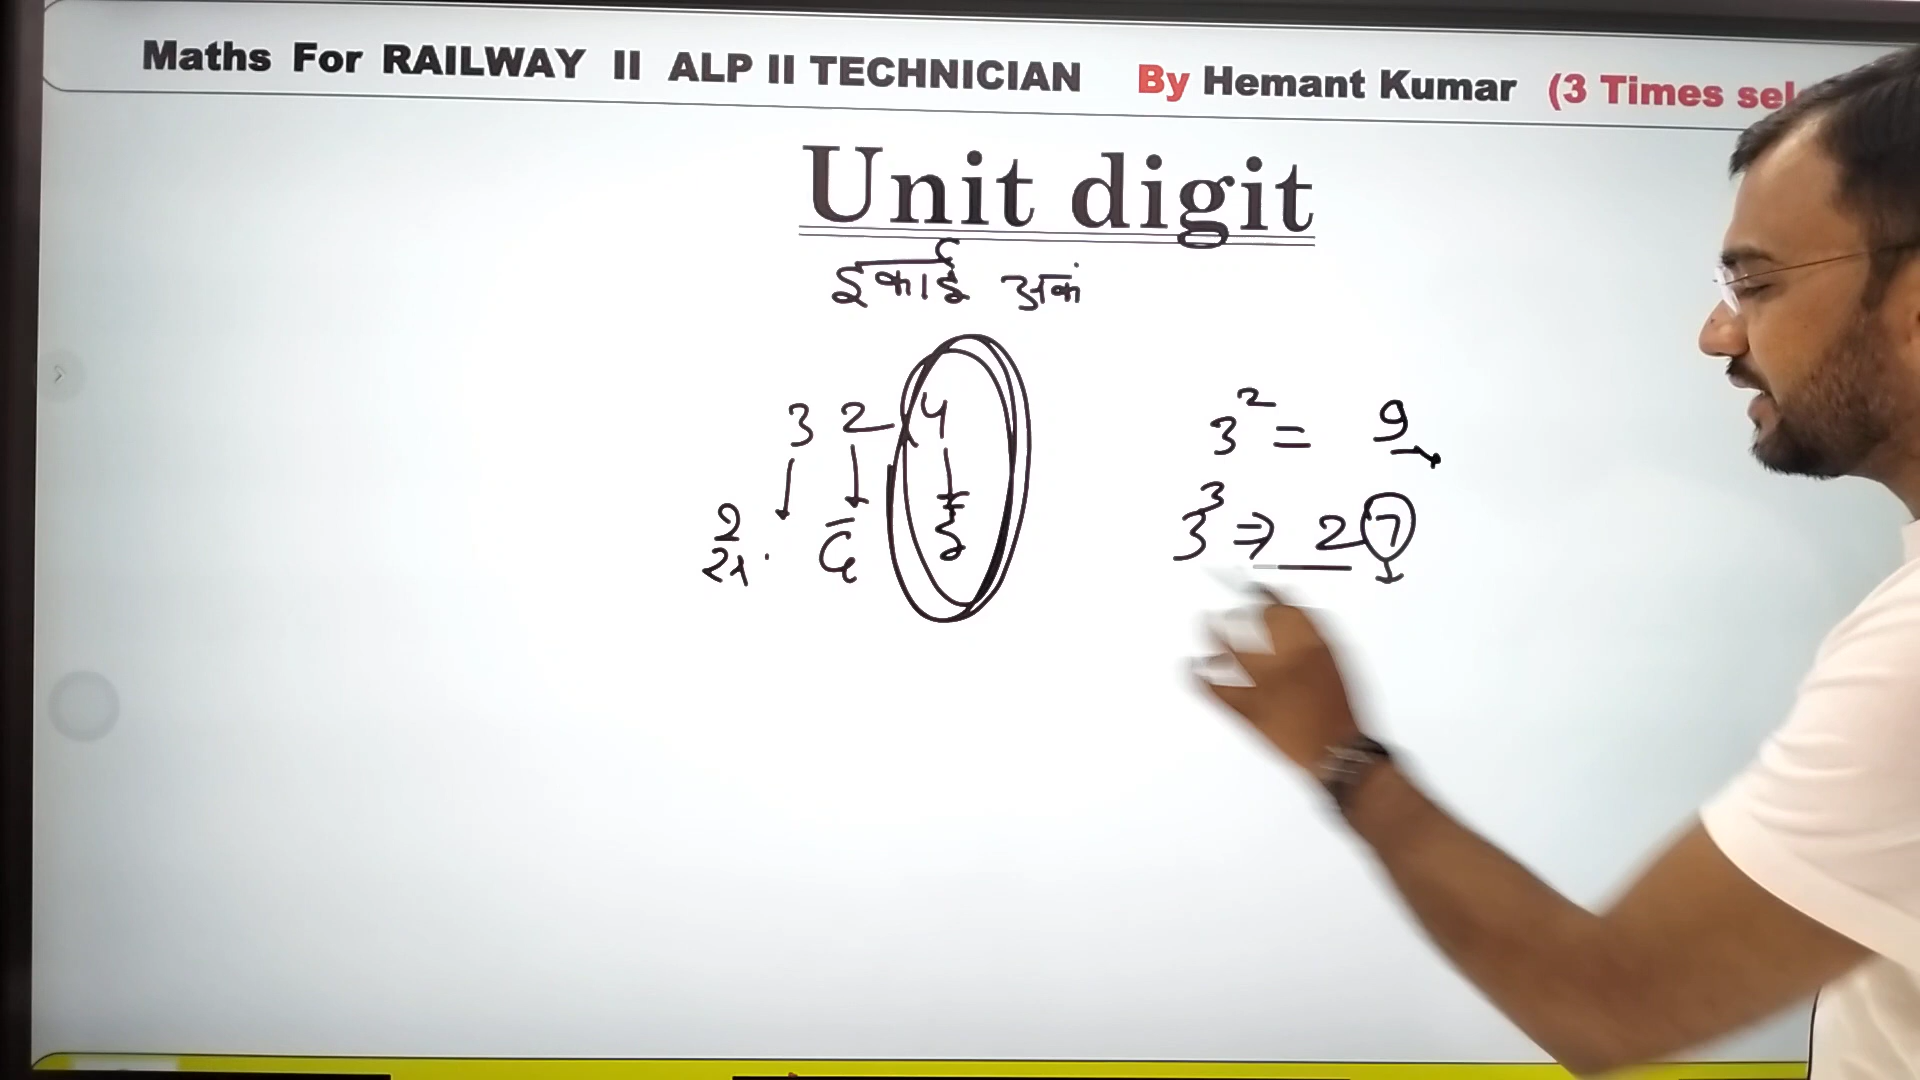 Maths For RAILWAY II ALP II TECHNICIAN By Hemant Kumar (3 Times sel
Unit digit
इकाई अकं
3 2 4
द ई
3² = 9
3³ ⇒ 27